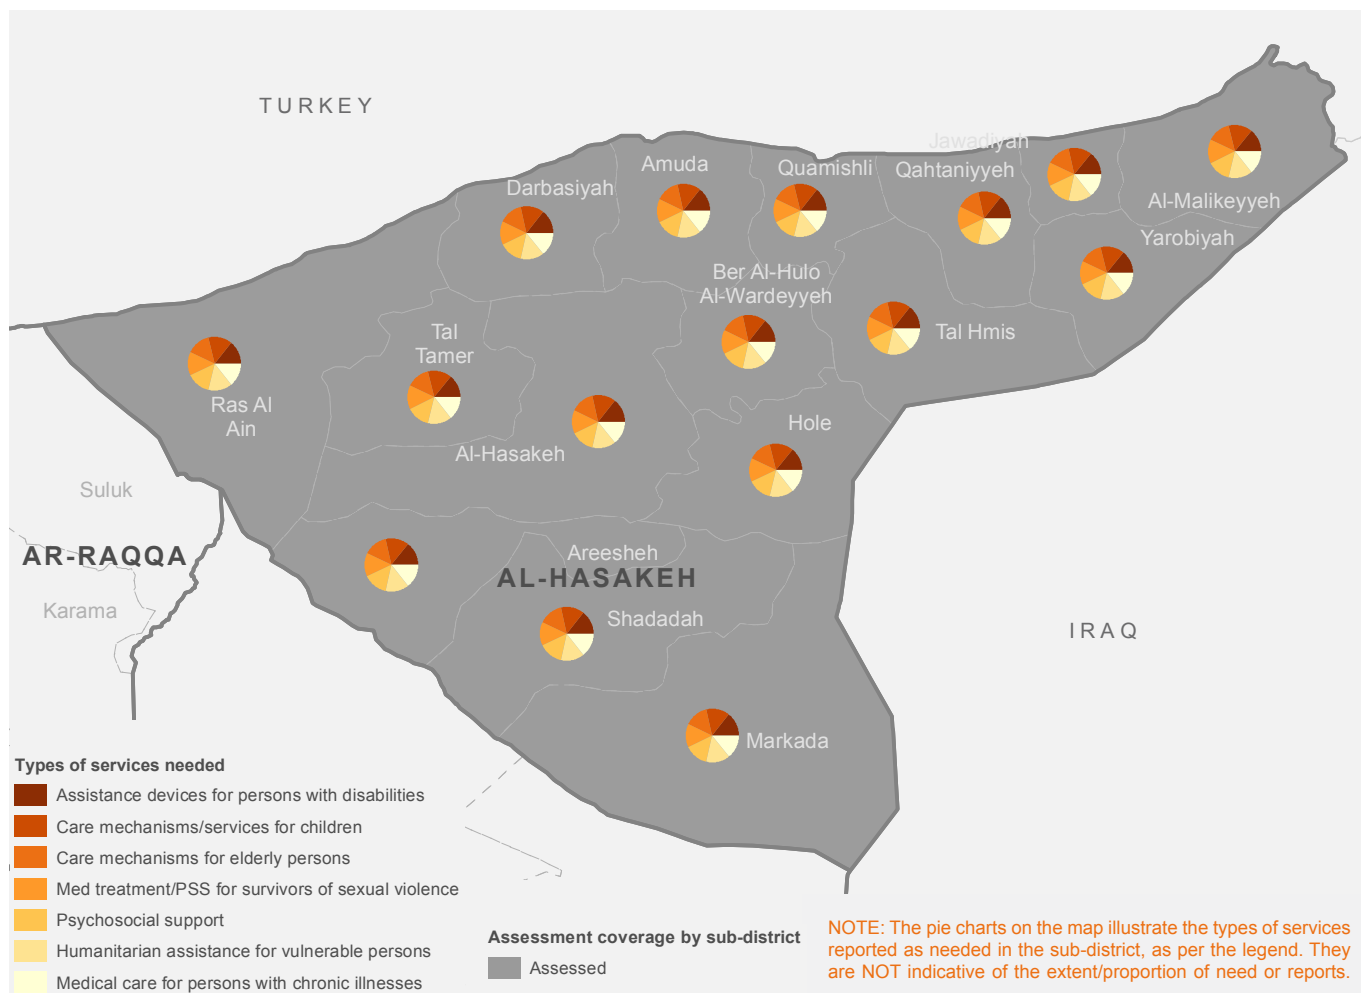 TURKEY
Jawadiyah
Amuda
Quamishli
Qahtaniyyeh
Darbasiyah
Al-Malikeyyeh
Yarobiyah
Ber Al-Hulo
Al-Wardeyyeh
Tal
Tamer
Tal Hmis
Ras Al
Ain
Hole
Al-Hasakeh
Suluk
AR-RAQQA
Areesheh
AL-HASAKEH
Karama
Shadadah
IRAQ
Markada
Types of services needed
Assistance devices for persons with disabilities
Care mechanisms/services for children
Care mechanisms for elderly persons
Med treatment/PSS for survivors of sexual violence
Psychosocial support
Humanitarian assistance for vulnerable persons
Medical care for persons with chronic illnesses
Assessment coverage by sub-district
Assessed
NOTE: The pie charts on the map illustrate the types of services
reported as needed in the sub-district, as per the legend. They
are NOT indicative of the extent/proportion of need or reports.